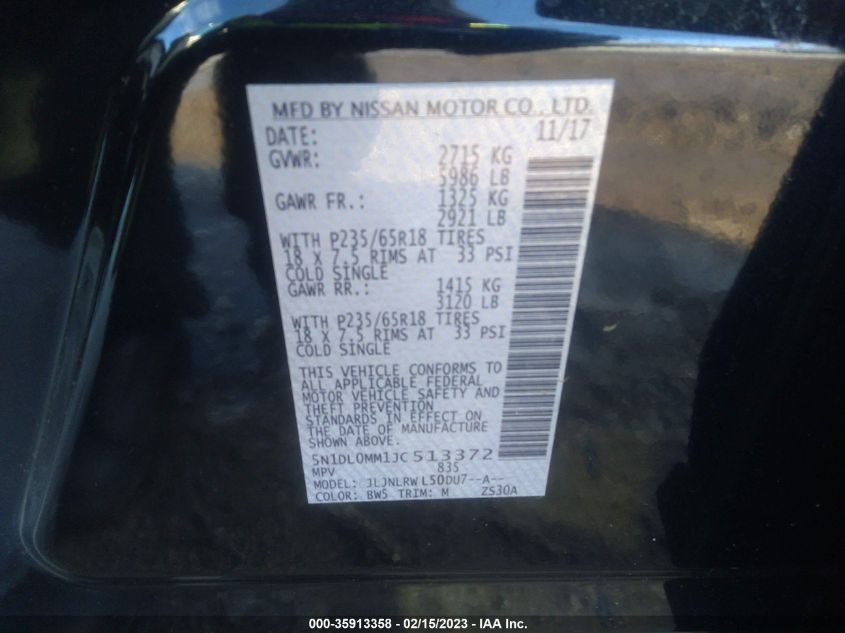 MFD BY NISSAN MOTOR CO., LTD.
DATE: 11/17
GVWR: 2715 KG
5986 LB
GAWR FR.: 1325 KG
2921 LB
WITH P235/65R18 TIRES
18 X 7.5 RIMS AT 33 PSI
COLD SINGLE
GAWR RR.: 1415 KG
3120 LB
WITH P235/65R18 TIRES
18 X 7.5 RIMS AT 33 PSI
COLD SINGLE
THIS VEHICLE CONFORMS TO
ALL APPLICABLE FEDERAL
MOTOR VEHICLE SAFETY AND
THEFT PREVENTION
STANDARDS IN EFFECT ON
THE DATE OF MANUFACTURE
SHOWN ABOVE.
5N1DL0MM1JC513372
MPV 835
MODEL: JLJNLRWL50DU7--A--
COLOR: BW5 TRIM: M ZS30A
000-35913358 - 02/15/2023 - IAA Inc.